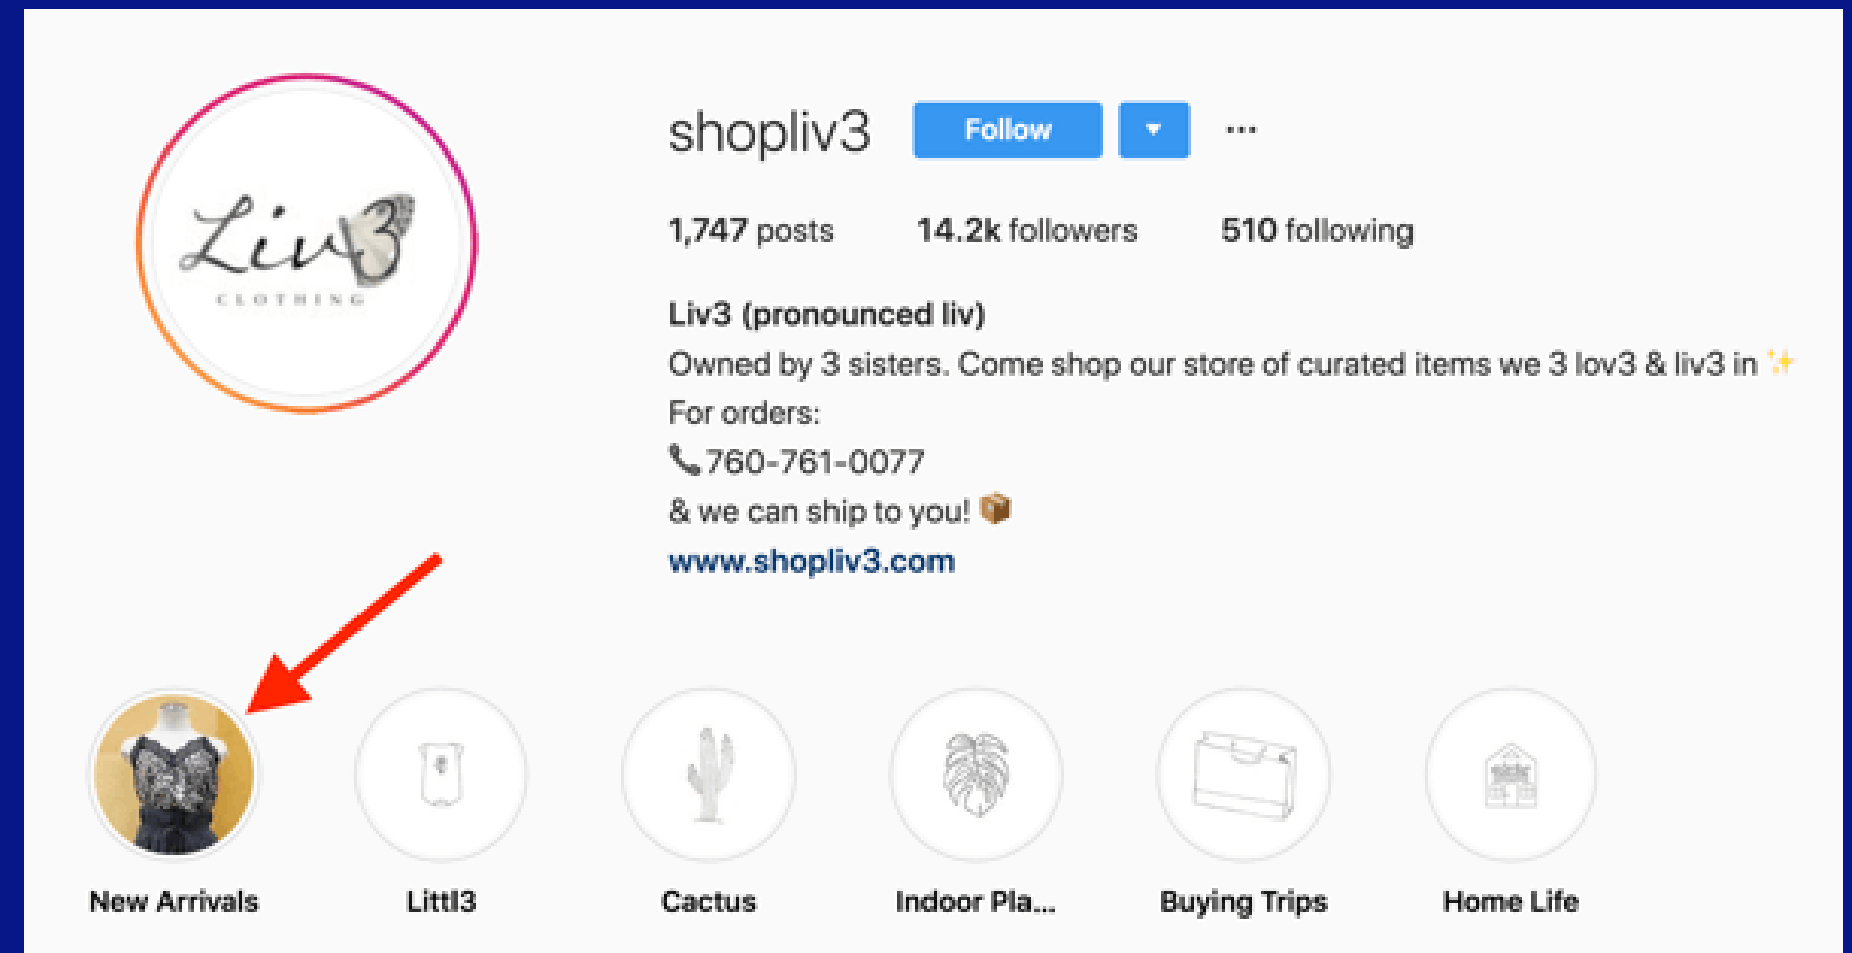 shopliv3 Follow ▼ ...
1,747 posts 14.2k followers 510 following
Liv3
CLOTHING
Liv3 (pronounced liv)
Owned by 3 sisters. Come shop our store of curated items we 3 lov3 & liv3 in ✨
For orders:
📞760-761-0077
& we can ship to you! 📦
www.shopliv3.com
New Arrivals Littl3 Cactus Indoor Pla... Buying Trips Home Life